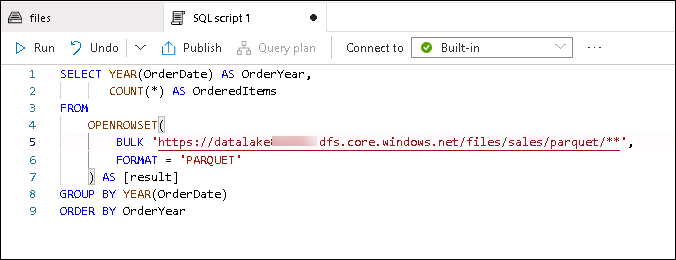 files SQL script 1
Run Undo Publish Query plan Connect to Built-in ...
1 SELECT YEAR(OrderDate) AS OrderYear,
2 COUNT(*) AS OrderedItems
3 FROM
4 OPENROWSET(
5 BULK 'https://datalake dfs.core.windows.net/files/sales/parquet/**',
6 FORMAT = 'PARQUET'
7 ) AS [result]
8 GROUP BY YEAR(OrderDate)
9 ORDER BY OrderYear